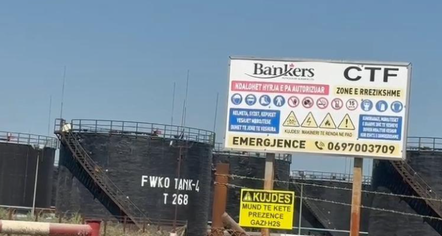 Bankers
CTF
NDALOHET HYRJA E PA AUTORIZUAR
ZONE E RREZIKSHME
EMERGJENCE
0697003709
FWKO TANK-4
T 268
KUJDES
MUND TE KETE
PREZENCE
GAZI H2S